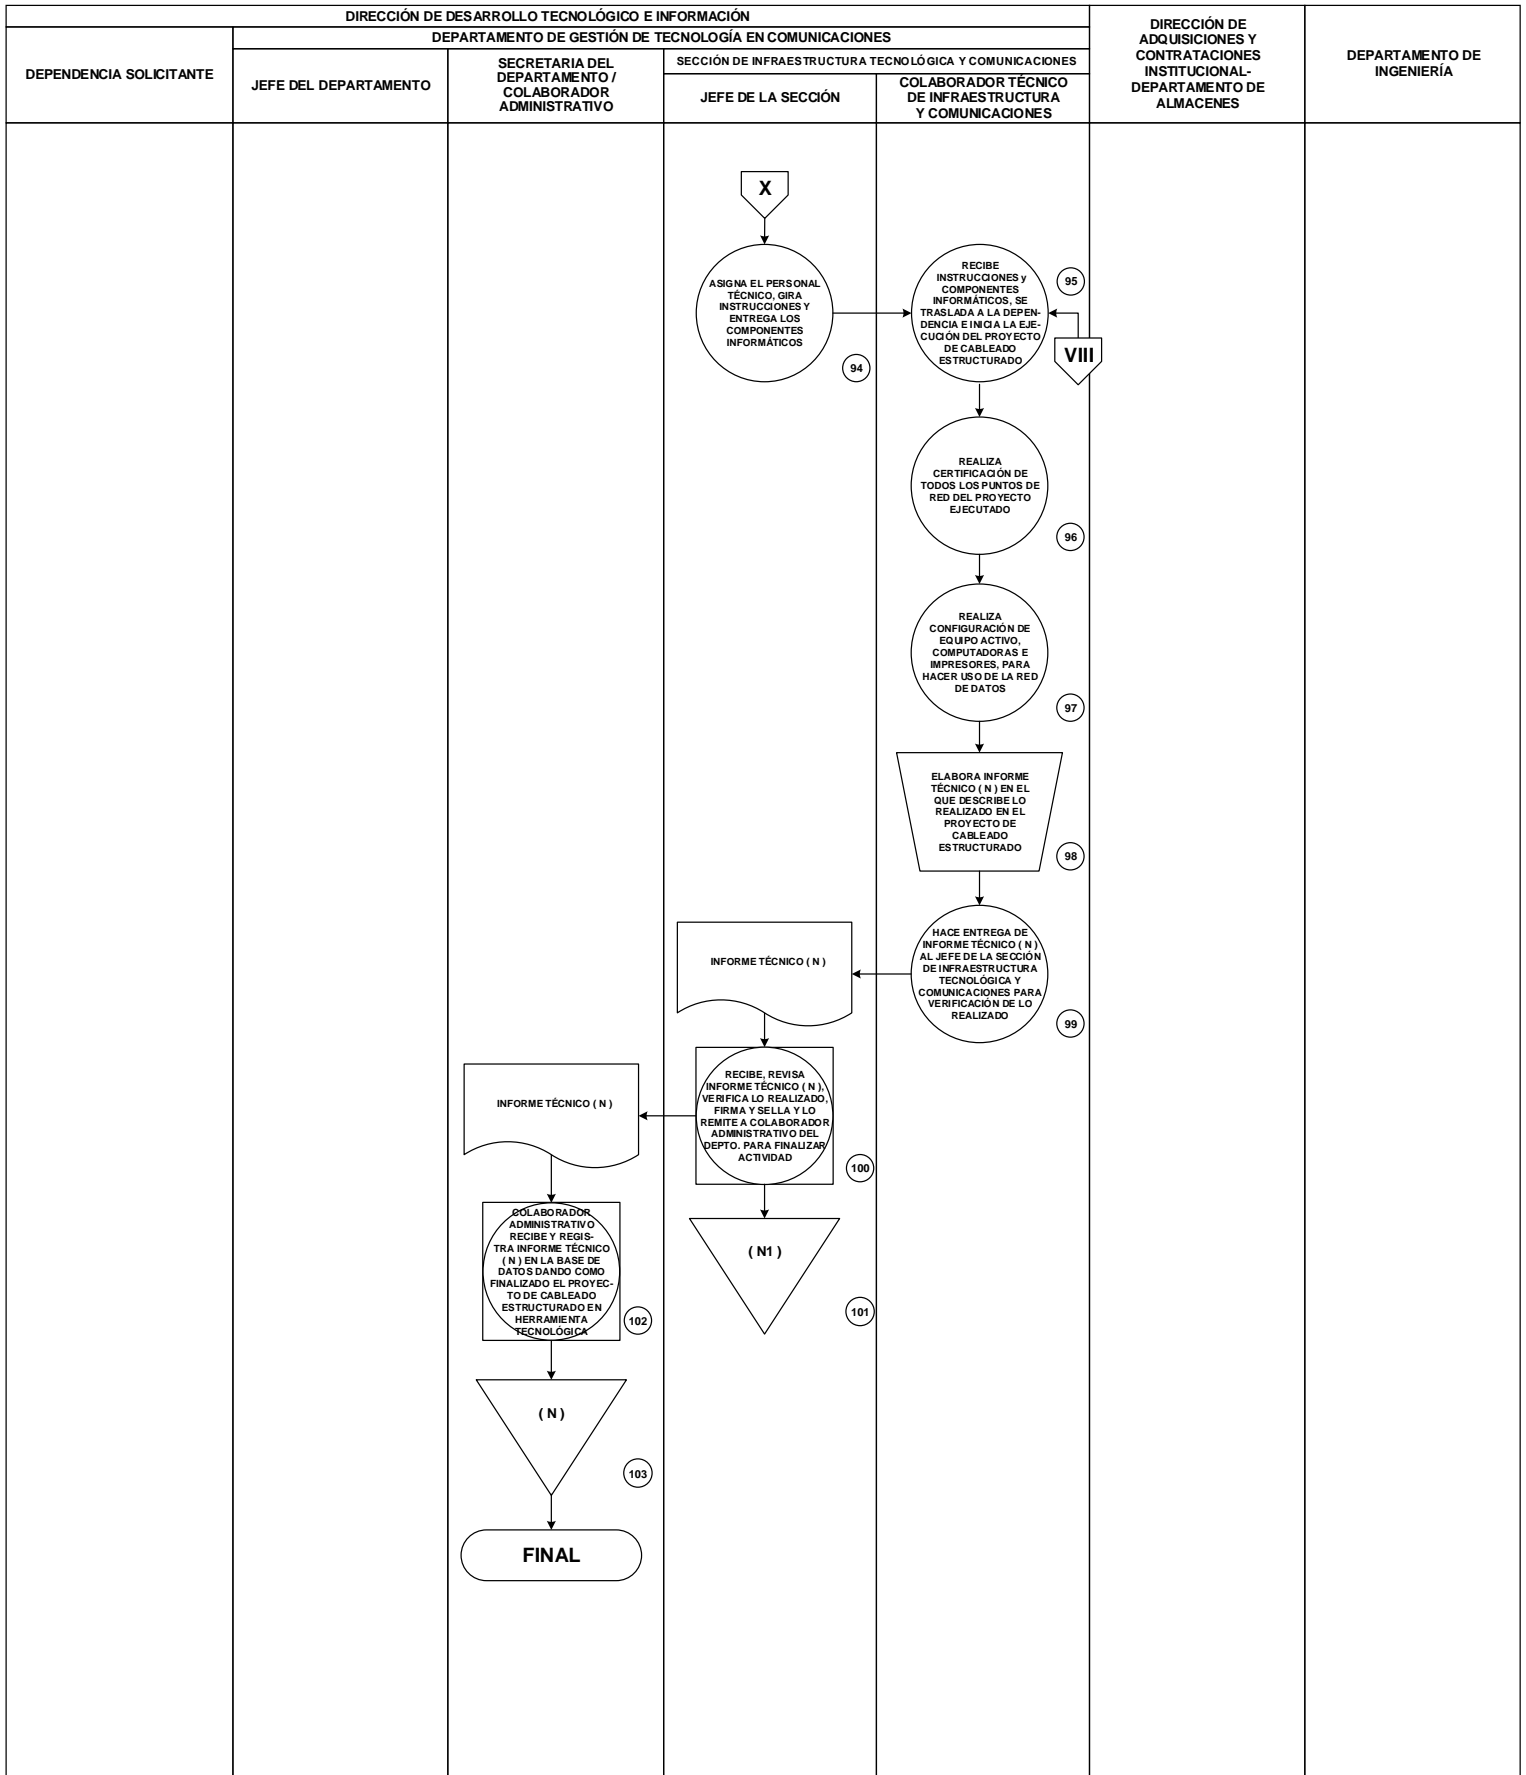 DIRECCIÓN DE DESARROLLO TECNOLÓGICO E INFORMACIÓN
DEPARTAMENTO DE GESTIÓN DE TECNOLOGÍA EN COMUNICACIONES
DEPENDENCIA SOLICITANTE
JEFE DEL DEPARTAMENTO
SECRETARIA DEL
DEPARTAMENTO /
COLABORADOR
ADMINISTRATIVO
SECCIÓN DE INFRAESTRUCTURA TECNOLÓGICA Y COMUNICACIONES
JEFE DE LA SECCIÓN
COLABORADOR TÉCNICO
DE INFRAESTRUCTURA
Y COMUNICACIONES
DIRECCIÓN DE
ADQUISICIONES Y
CONTRATACIONES
INSTITUCIONAL-
DEPARTAMENTO DE
ALMACENES
DEPARTAMENTO DE
INGENIERÍA
X
ASIGNA EL PERSONAL
TÉCNICO, GIRA
INSTRUCCIONES Y
ENTREGA LOS
COMPONENTES
INFORMÁTICOS
94
RECIBE
INSTRUCCIONES y
COMPONENTES
INFORMÁTICOS, SE
TRASLADA A LA DEPEN-
DENCIA E INICIA LA EJE-
CUCIÓN DEL PROYECTO
DE CABLEADO
ESTRUCTURADO
95
VIII
REALIZA
CERTIFICACIÓN DE
TODOS LOS PUNTOS DE
RED DEL PROYECTO
EJECUTADO
96
REALIZA
CONFIGURACIÓN DE
EQUIPO ACTIVO,
COMPUTADORAS E
IMPRESORES, PARA
HACER USO DE LA RED
DE DATOS
97
ELABORA INFORME
TÉCNICO ( N ) EN EL
QUE DESCRIBE LO
REALIZADO EN EL
PROYECTO DE
CABLEADO
ESTRUCTURADO
98
HACE ENTREGA DE
INFORME TÉCNICO ( N )
AL JEFE DE LA SECCIÓN
DE INFRAESTRUCTURA
TECNOLÓGICA Y
COMUNICACIONES PARA
VERIFICACIÓN DE LO
REALIZADO
99
INFORME TÉCNICO ( N )
RECIBE, REVISA
INFORME TÉCNICO ( N ),
VERIFICA LO REALIZADO,
FIRMA Y SELLA Y LO
REMITE A COLABORADOR
ADMINISTRATIVO DEL
DEPTO. PARA FINALIZAR
ACTIVIDAD
100
INFORME TÉCNICO ( N )
( N1 )
101
COLABORADOR
ADMINISTRATIVO
RECIBE Y REGIS-
TRA INFORME TÉCNICO
( N ) EN LA BASE DE
DATOS DANDO COMO
FINALIZADO EL PROYEC-
TO DE CABLEADO
ESTRUCTURADO EN
HERRAMIENTA
TECNOLÓGICA
102
( N )
103
FINAL